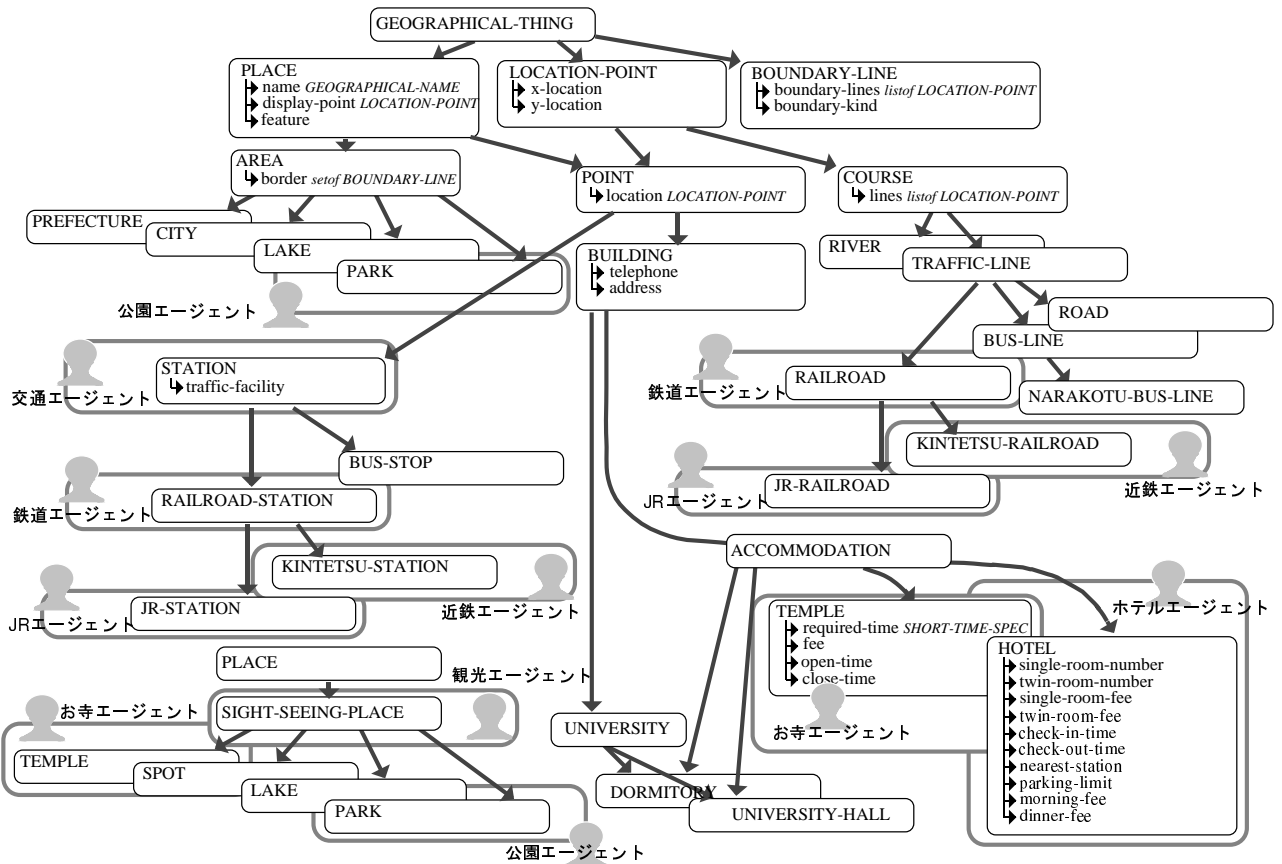 GEOGRAPHICAL-THING
PLACE
name GEOGRAPHICAL-NAME
display-point LOCATION-POINT
feature
LOCATION-POINT
x-location
y-location
BOUNDARY-LINE
boundary-lines listof LOCATION-POINT
boundary-kind
AREA
border setof BOUNDARY-LINE
POINT
location LOCATION-POINT
COURSE
lines listof LOCATION-POINT
PREFECTURE
CITY
LAKE
PARK
公園エージェント
BUILDING
telephone
address
RIVER
TRAFFIC-LINE
ROAD
BUS-LINE
NARAKOTU-BUS-LINE
STATION
traffic-facility
交通エージェント
RAILROAD
鉄道エージェント
KINTETSU-RAILROAD
近鉄エージェント
JR-RAILROAD
JRエージェント
BUS-STOP
RAILROAD-STATION
鉄道エージェント
KINTETSU-STATION
近鉄エージェント
JR-STATION
JRエージェント
ACCOMMODATION
TEMPLE
required-time SHORT-TIME-SPEC
fee
open-time
close-time
お寺エージェント
ホテルエージェント
HOTEL
single-room-number
twin-room-number
single-room-fee
twin-room-fee
check-in-time
check-out-time
nearest-station
parking-limit
morning-fee
dinner-fee
PLACE
観光エージェント
SIGHT-SEEING-PLACE
お寺エージェント
TEMPLE
SPOT
LAKE
PARK
公園エージェント
UNIVERSITY
DORMITORY
UNIVERSITY-HALL